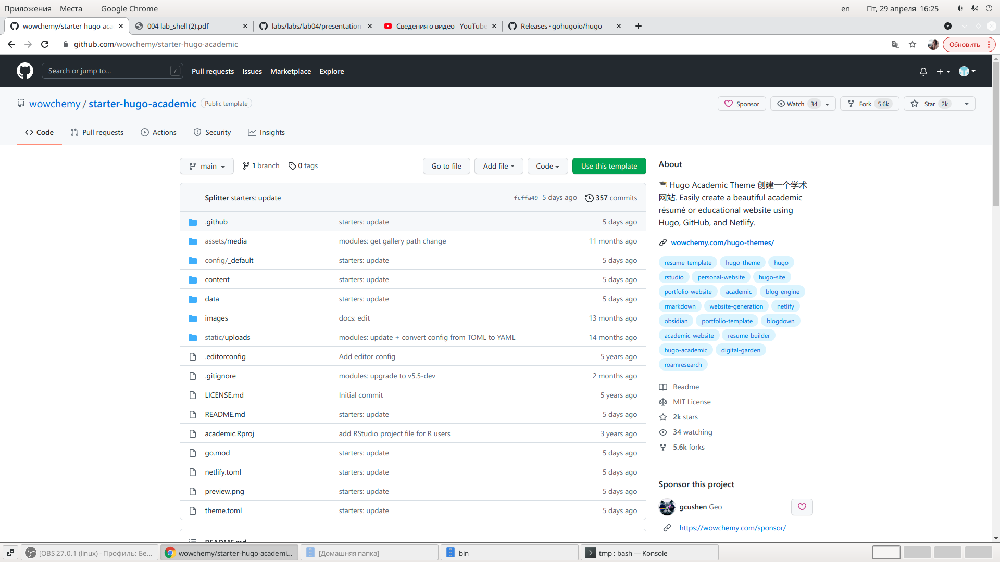 Приложения Места Google Chrome en Пт, 29 апреля 16:25
wowchemy/starter-hugo-aca 004-lab_shell (2).pdf labs/labs/lab04/presentation Сведения о видео - YouTube Releases · gohugoio/hugo
github.com/wowchemy/starter-hugo-academic Обновить
Search or jump to... / Pull requests Issues Marketplace Explore
wowchemy / starter-hugo-academic Public template Sponsor Watch 34 Fork 5.6k Star 2k
Code Pull requests Actions Security Insights
main 1 branch 0 tags Go to file Add file Code Use this template
Splitter starters: update fcffa49 5 days ago 357 commits
.github starters: update 5 days ago
assets/media modules: get gallery path change 11 months ago
config/_default starters: update 5 days ago
content starters: update 5 days ago
data starters: update 5 days ago
images docs: edit 13 months ago
static/uploads modules: update + convert config from TOML to YAML 14 months ago
.editorconfig Add editor config 5 years ago
.gitignore modules: upgrade to v5.5-dev 2 months ago
LICENSE.md Initial commit 5 years ago
README.md starters: update 5 days ago
academic.Rproj add RStudio project file for R users 3 years ago
go.mod starters: update 5 days ago
netlify.toml starters: update 5 days ago
preview.png starters: update 5 days ago
theme.toml starters: update 5 days ago
README.md
About
Hugo Academic Theme 创建一个学术
网站. Easily create a beautiful academic
résumé or educational website using
Hugo, GitHub, and Netlify.
wowchemy.com/hugo-themes/
resume-template hugo-theme hugo
rstudio personal-website hugo-site
portfolio-website academic blog-engine
rmarkdown website-generation netlify
obsidian portfolio-template blogdown
academic-website resume-builder
hugo-academic digital-garden
roamresearch
Readme
MIT License
2k stars
34 watching
5.6k forks
Sponsor this project
gcushen Geo
https://wowchemy.com/sponsor/
[OBS 27.0.1 (linux) - Профиль: Бе... wowchemy/starter-hugo-academi... [Домашняя папка] bin tmp : bash — Konsole